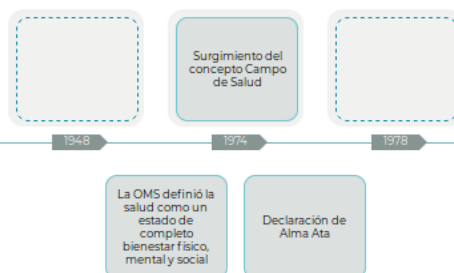 Surgimiento del
concepto Campo
de Salud
1948
1974
1978
La OMS definió la
salud como un
estado de
completo
bienestar físico,
mental y social
Declaración de
Alma Ata